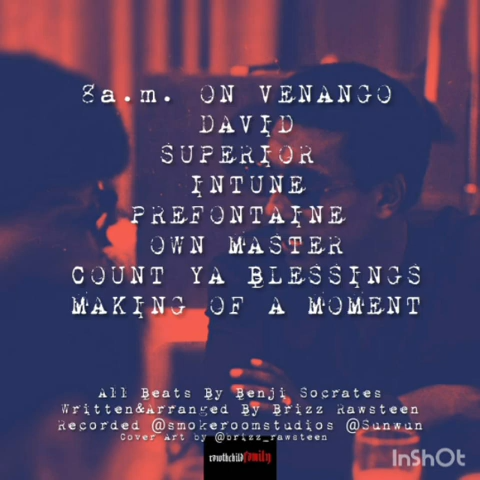 8a.m. ON VENANGO
DAVID
SUPERIOR
INTUNE
PREFONTAINE
OWN MASTER
COUNT YA BLESSINGS
MAKING OF A MOMENT
All Beats By Benji Socrates
Written&Arranged By Brizz Rawsteen
Recorded @smokeroomstudios @Sunwun
Cover Art by @brizz_rawsteen
rawthchildfamily
InShOt